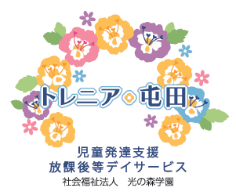 トレニア・屯田
児童発達支援
放課後等デイサービス
社会福祉法人 光の森学園